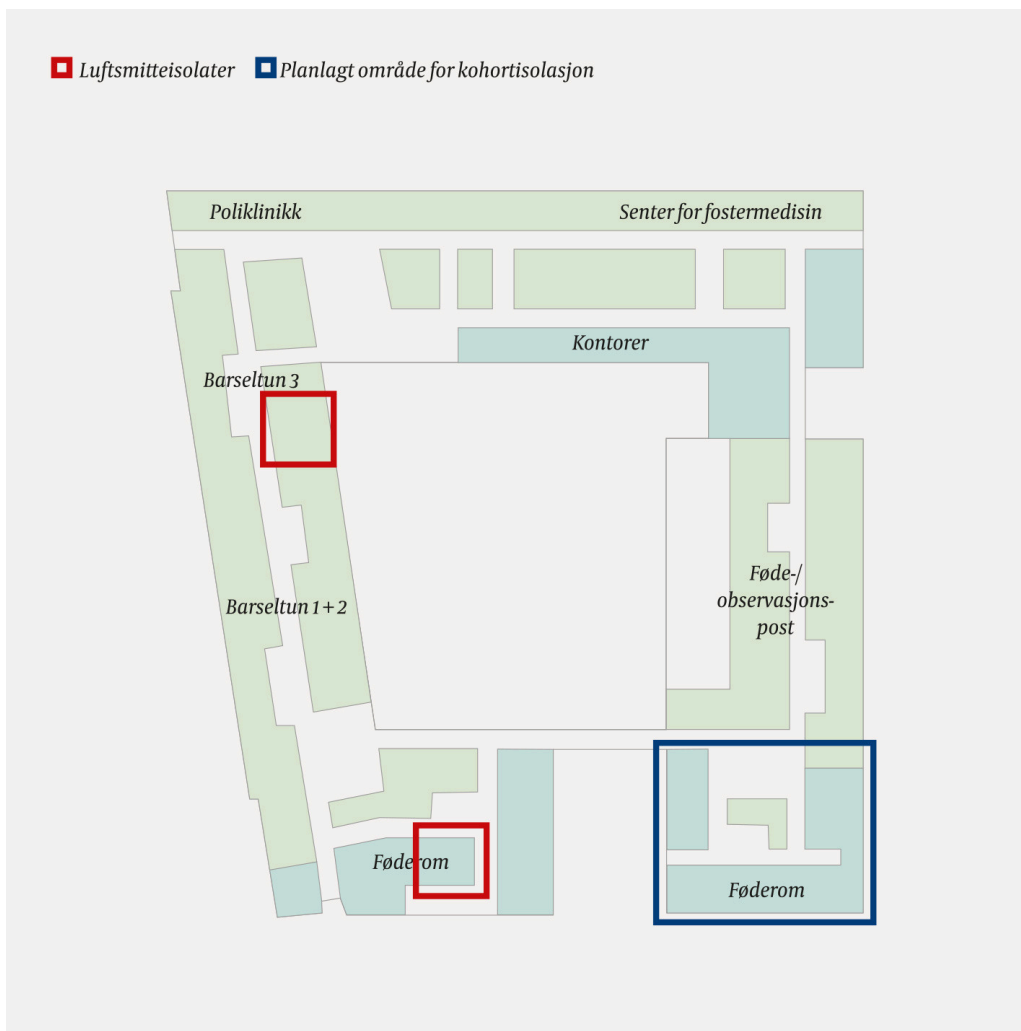 Luftsmitteisolater
Planlagt område for kohortisolasjon
Poliklinikk
Senter for fostermedisin
Kontorer
Barseltun 3
Barseltun 1+2
Føde-/
observasjons-
post
Føderom
Føderom